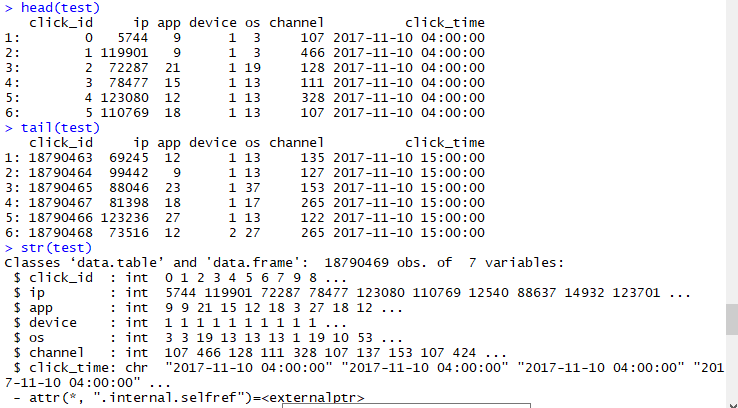 > head(test)
click_id ip app device os channel click_time
1: 0 5744 9 1 3 107 2017-11-10 04:00:00
2: 1 119901 9 1 3 466 2017-11-10 04:00:00
3: 2 72287 21 1 19 128 2017-11-10 04:00:00
4: 3 78477 15 1 13 111 2017-11-10 04:00:00
5: 4 123080 12 1 13 328 2017-11-10 04:00:00
6: 5 110769 18 1 13 107 2017-11-10 04:00:00
> tail(test)
click_id ip app device os channel click_time
1: 18790463 69245 12 1 13 135 2017-11-10 15:00:00
2: 18790464 99442 9 1 13 127 2017-11-10 15:00:00
3: 18790465 88046 23 1 37 153 2017-11-10 15:00:00
4: 18790467 81398 18 1 17 265 2017-11-10 15:00:00
5: 18790466 123236 27 1 13 122 2017-11-10 15:00:00
6: 18790468 73516 12 2 27 265 2017-11-10 15:00:00
> str(test)
Classes ‘data.table’ and 'data.frame': 18790469 obs. of 7 variables:
$ click_id : int 0 1 2 3 4 5 6 7 9 8 ...
$ ip : int 5744 119901 72287 78477 123080 110769 12540 88637 14932 123701 ...
$ app : int 9 9 21 15 12 18 3 27 18 12 ...
$ device : int 1 1 1 1 1 1 1 1 1 1 ...
$ os : int 3 3 19 13 13 13 1 19 10 53 ...
$ channel : int 107 466 128 111 328 107 137 153 107 424 ...
$ click_time: chr "2017-11-10 04:00:00" "2017-11-10 04:00:00" "2017-11-10 04:00:00" "201
7-11-10 04:00:00" ...
- attr(*, ".internal.selfref")=<externalptr>